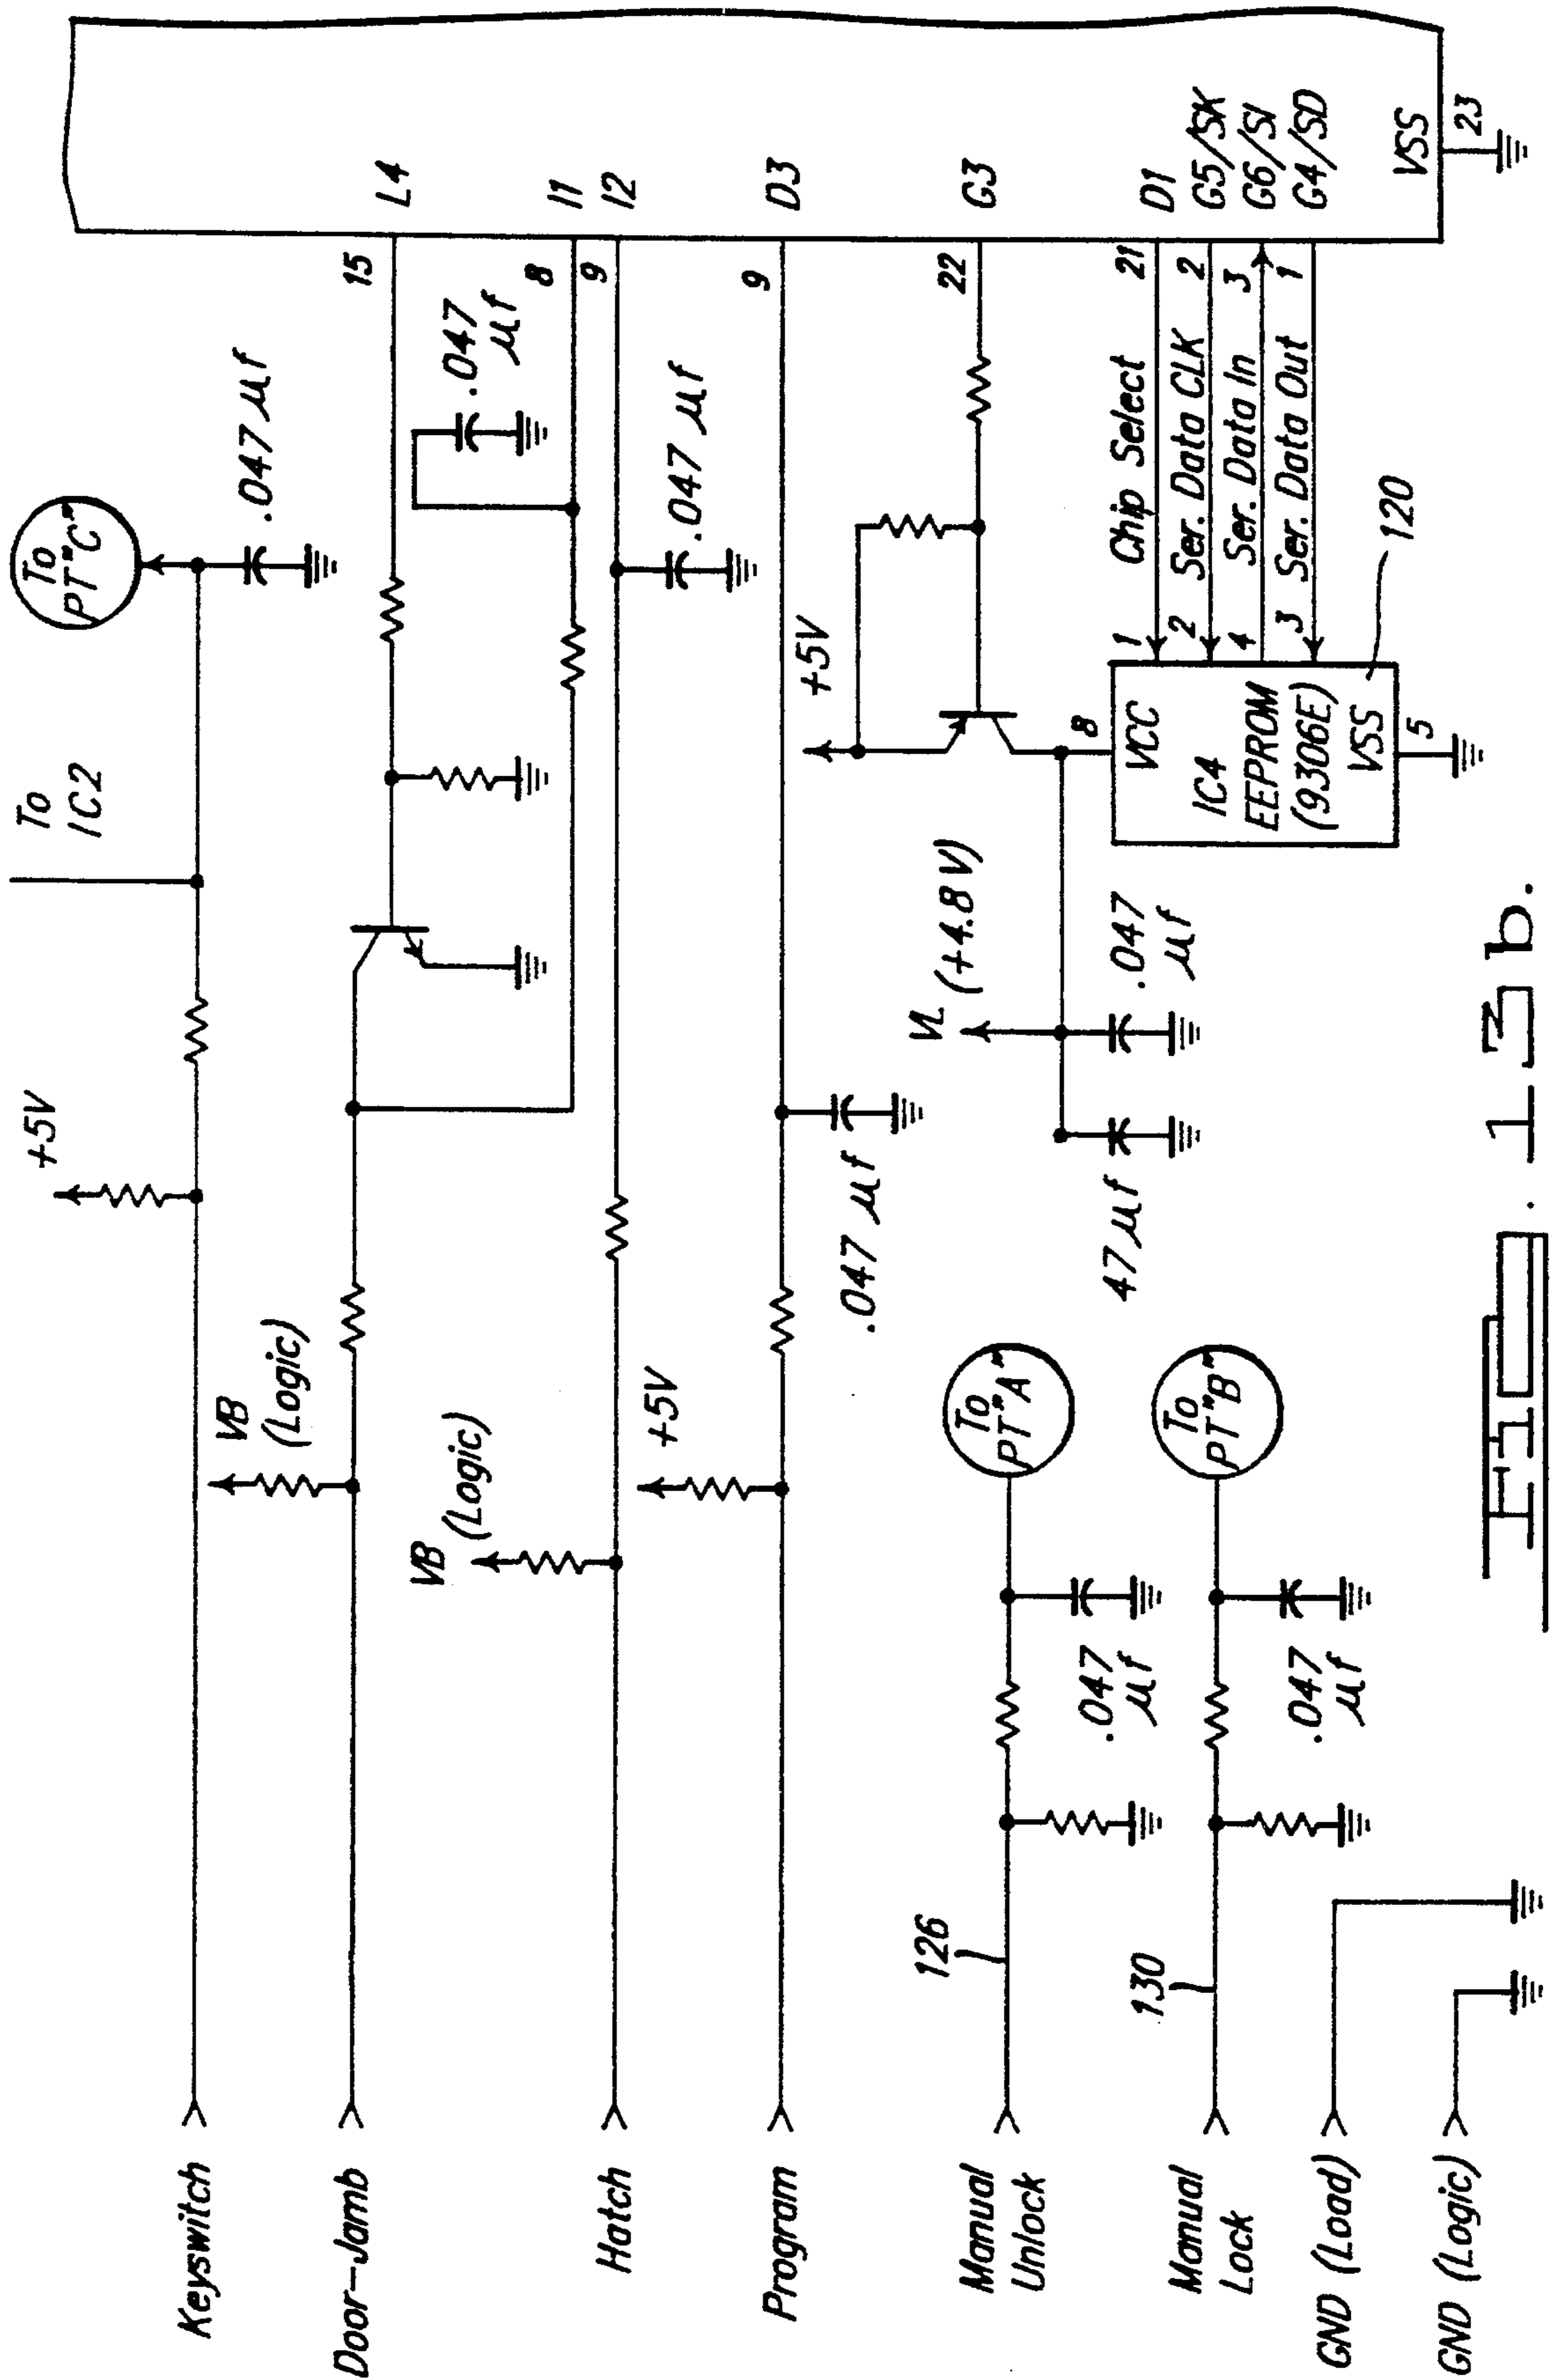 To
IC2
To
PT"C"
+5V
.047 µf
Keyswitch
VB
(Logic)
L4
15
.047
µf
Door-Jamb
I1
8
I2
9
VB
(Logic)
.047 µf
Hatch
+5V
D3
9
.047 µf
Program
+5V
G3
22
VL (+4.8V)
.047
µf
47 µf
8
VCC
IC4
EEPROM
(9306E)
VSS
5
1 Chip Select 21
D1
2 Ser. Data CLK 2
G5/SK
4 Ser. Data In 3
G6/SI
3 Ser. Data Out 1
G4/SD
120
VSS
23
Manual
Unlock
126
.047
µf
To
PT"A"
Manual
Lock
130
.047
µf
To
PT"B"
GND (Load)
GND (Logic)
FIG. 13b.